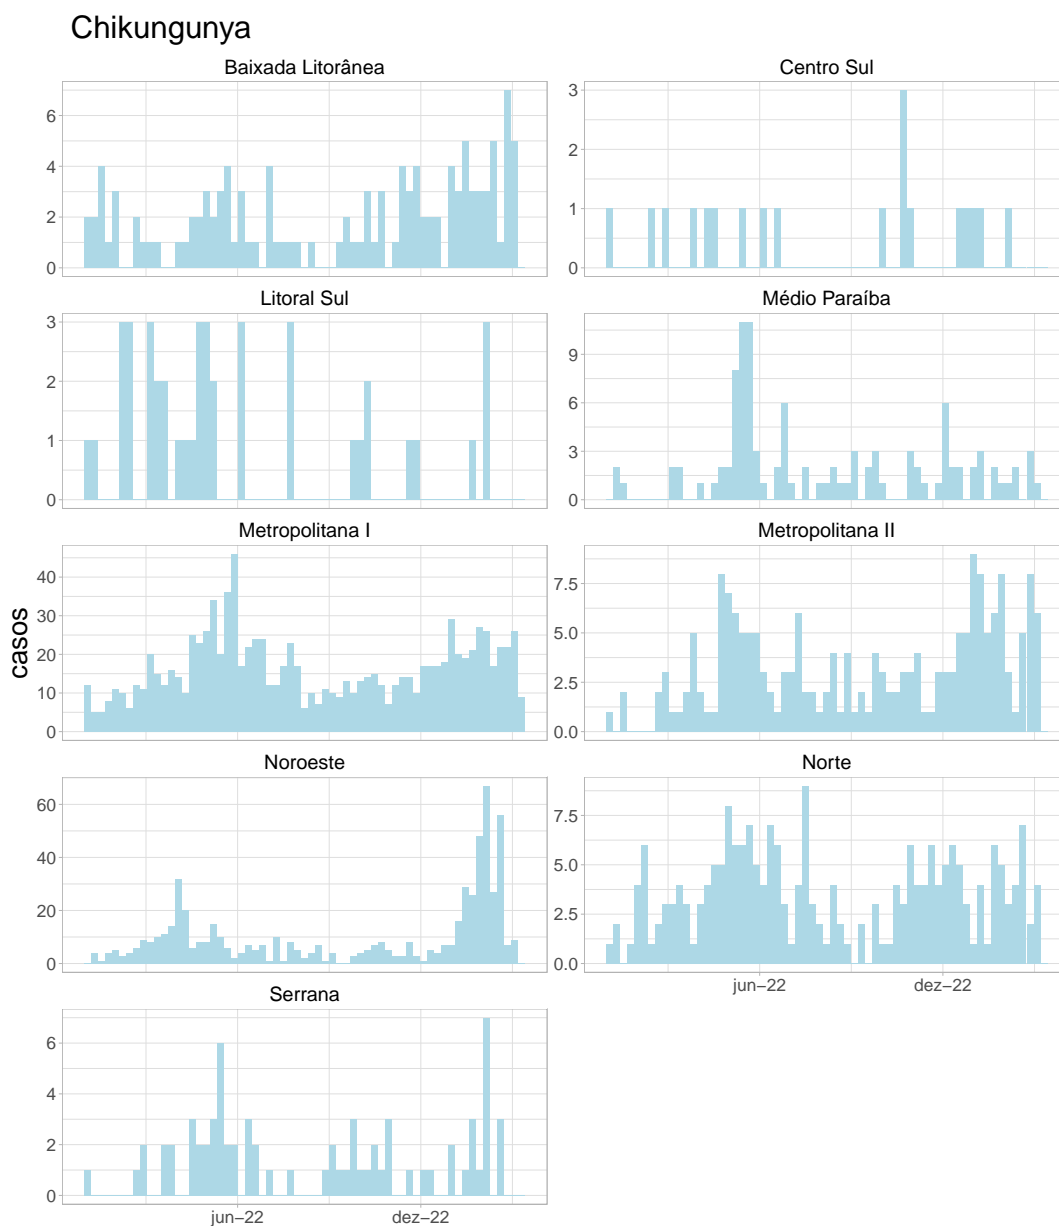 Chikungunya
Baixada Litorânea
Centro Sul
6
4
2
0
3
2
1
0
Litoral Sul
Médio Paraíba
3
2
1
0
9
6
3
0
Metropolitana I
Metropolitana II
casos
40
30
20
10
0
7.5
5.0
2.5
0.0
Noroeste
Norte
60
40
20
0
7.5
5.0
2.5
0.0
jun−22 dez−22
Serrana
6
4
2
0
jun−22 dez−22